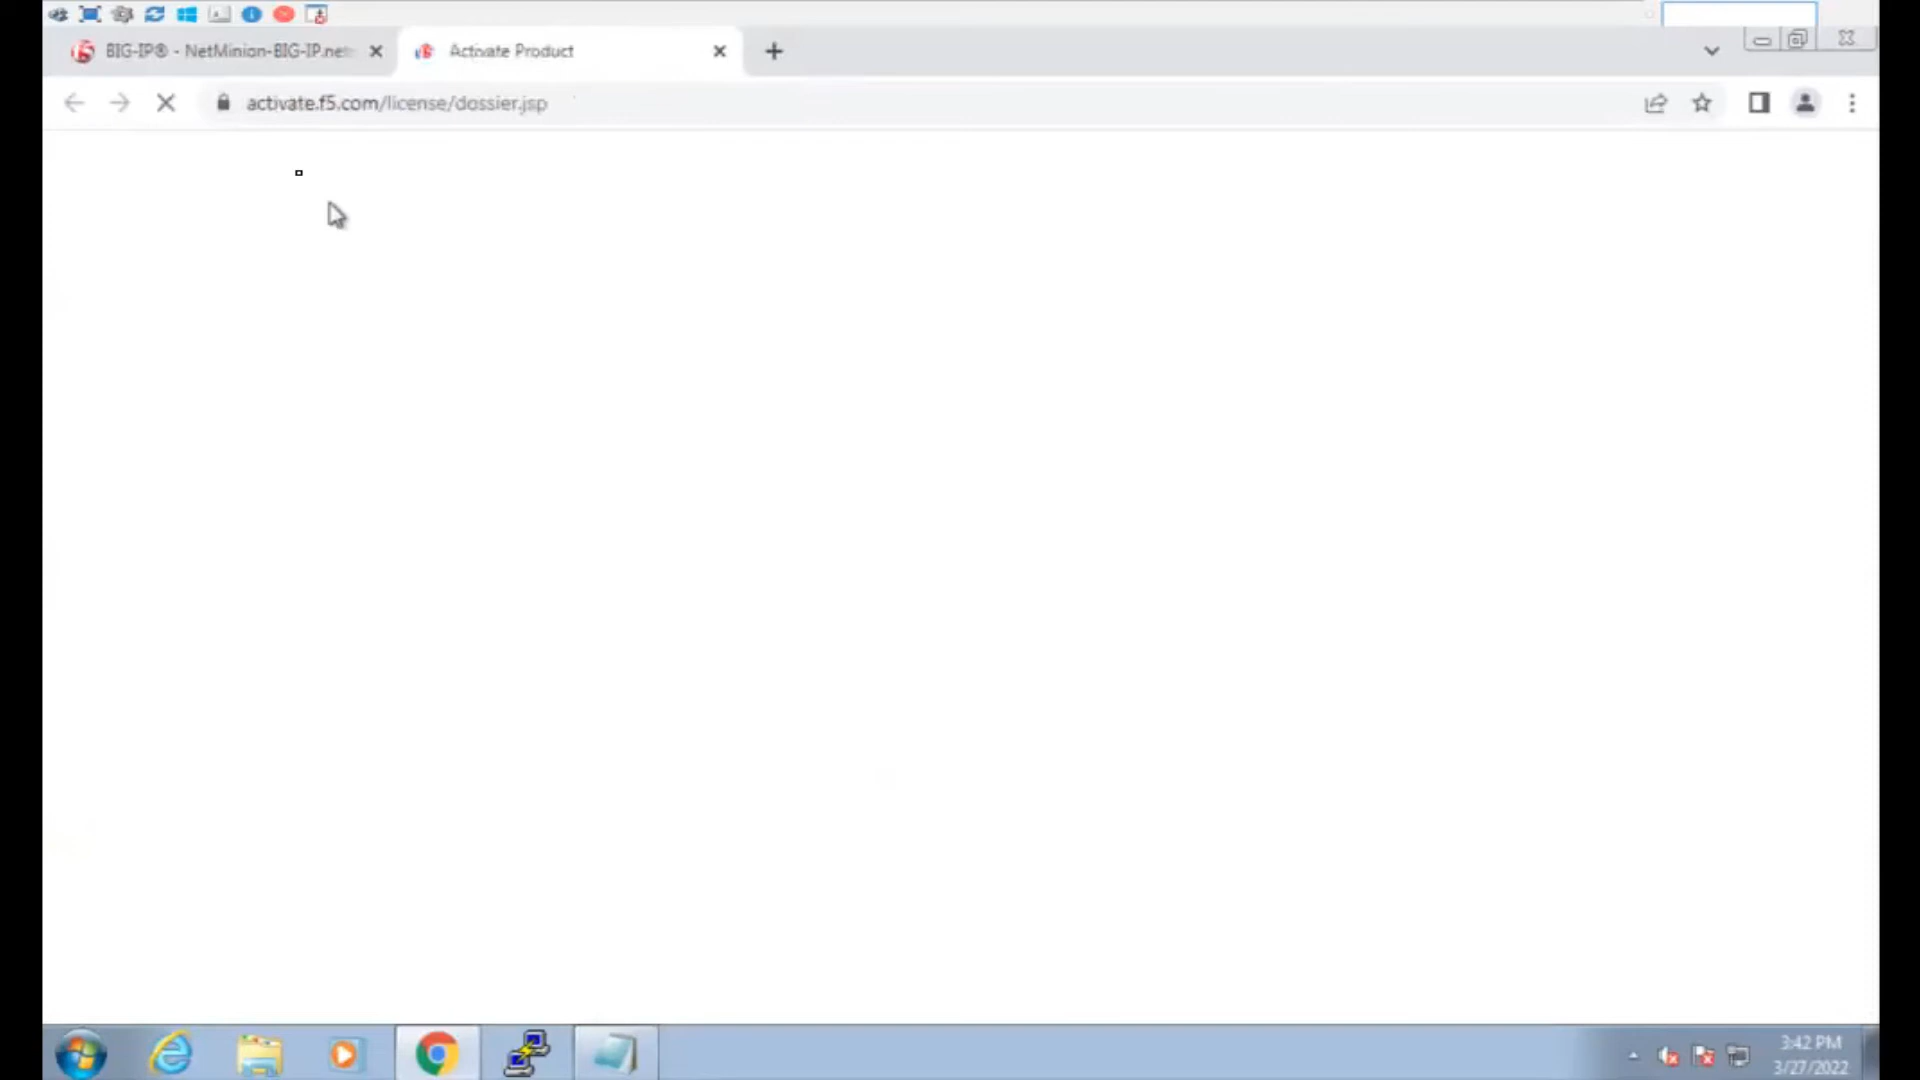 BIG-IP® - NetMinion-BIG-IP.net
Activate Product
activate.f5.com/license/dossier.jsp
3:42 PM
3/27/2022